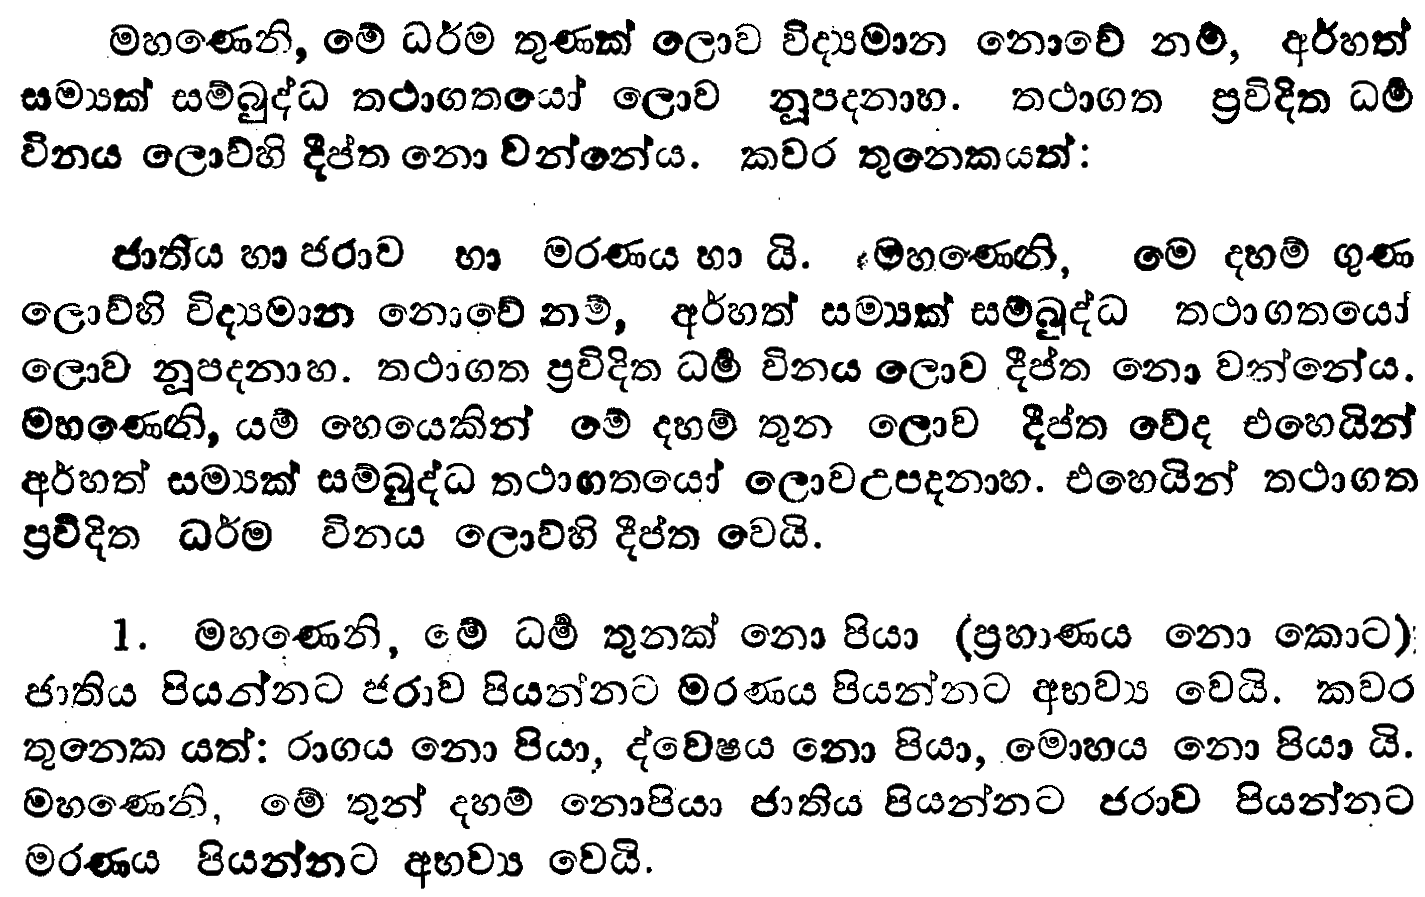 මහණෙනි, මේ ධර්ම තුණක් ලොව විද්‍යමාන නොවේ නම්, අර්හත්
සම්‍යක් සම්බුද්ධ තථාගතයෝ ලොව නූපදනාහ. තථාගත ප්‍රවිදිත ධර්‍ම
විනය ලොව්හි දීප්ත නො වන්නේය. කවර තුනෙකයත්:
ජාතිය හා ජරාව හා මරණය හා යි. මහණෙනි, මෙ දහම් ගුණ
ලොව්හි විද්‍යමාන නොවේ නම්, අර්හත් සම්‍යක් සම්බුද්ධ තථාගතයෝ
ලොව නූපදනාහ. තථාගත ප්‍රවිදිත ධර්‍ම විනය ලොව දීප්ත නො වන්නේය.
මහණෙනි, යම් හෙයෙකින් මේ දහම් තුන ලොව දීප්ත වේද එහෙයින්
අර්හත් සම්‍යක් සම්බුද්ධ තථාගතයෝ ලොවඋපදනාහ. එහෙයින් තථාගත
ප්‍රවිදිත ධර්ම විනය ලොව්හි දීප්ත වෙයි.
1. මහණෙනි, මේ ධර්‍ම තුනක් නො පියා (ප්‍රහාණය නො කොට)
ජාතිය පියන්නට ජරාව පියන්නට මරණය පියන්නට අභව්‍ය වෙයි. කවර
තුනෙක යත්: රාගය නො පියා, ද්වෙෂය නො පියා, මොහය නො පියා යි.
මහණෙනි, මේ තුන් දහම් නොපියා ජාතිය පියන්නට ජරාව පියන්නට
මරණය පියන්නට අභව්‍ය වෙයි.